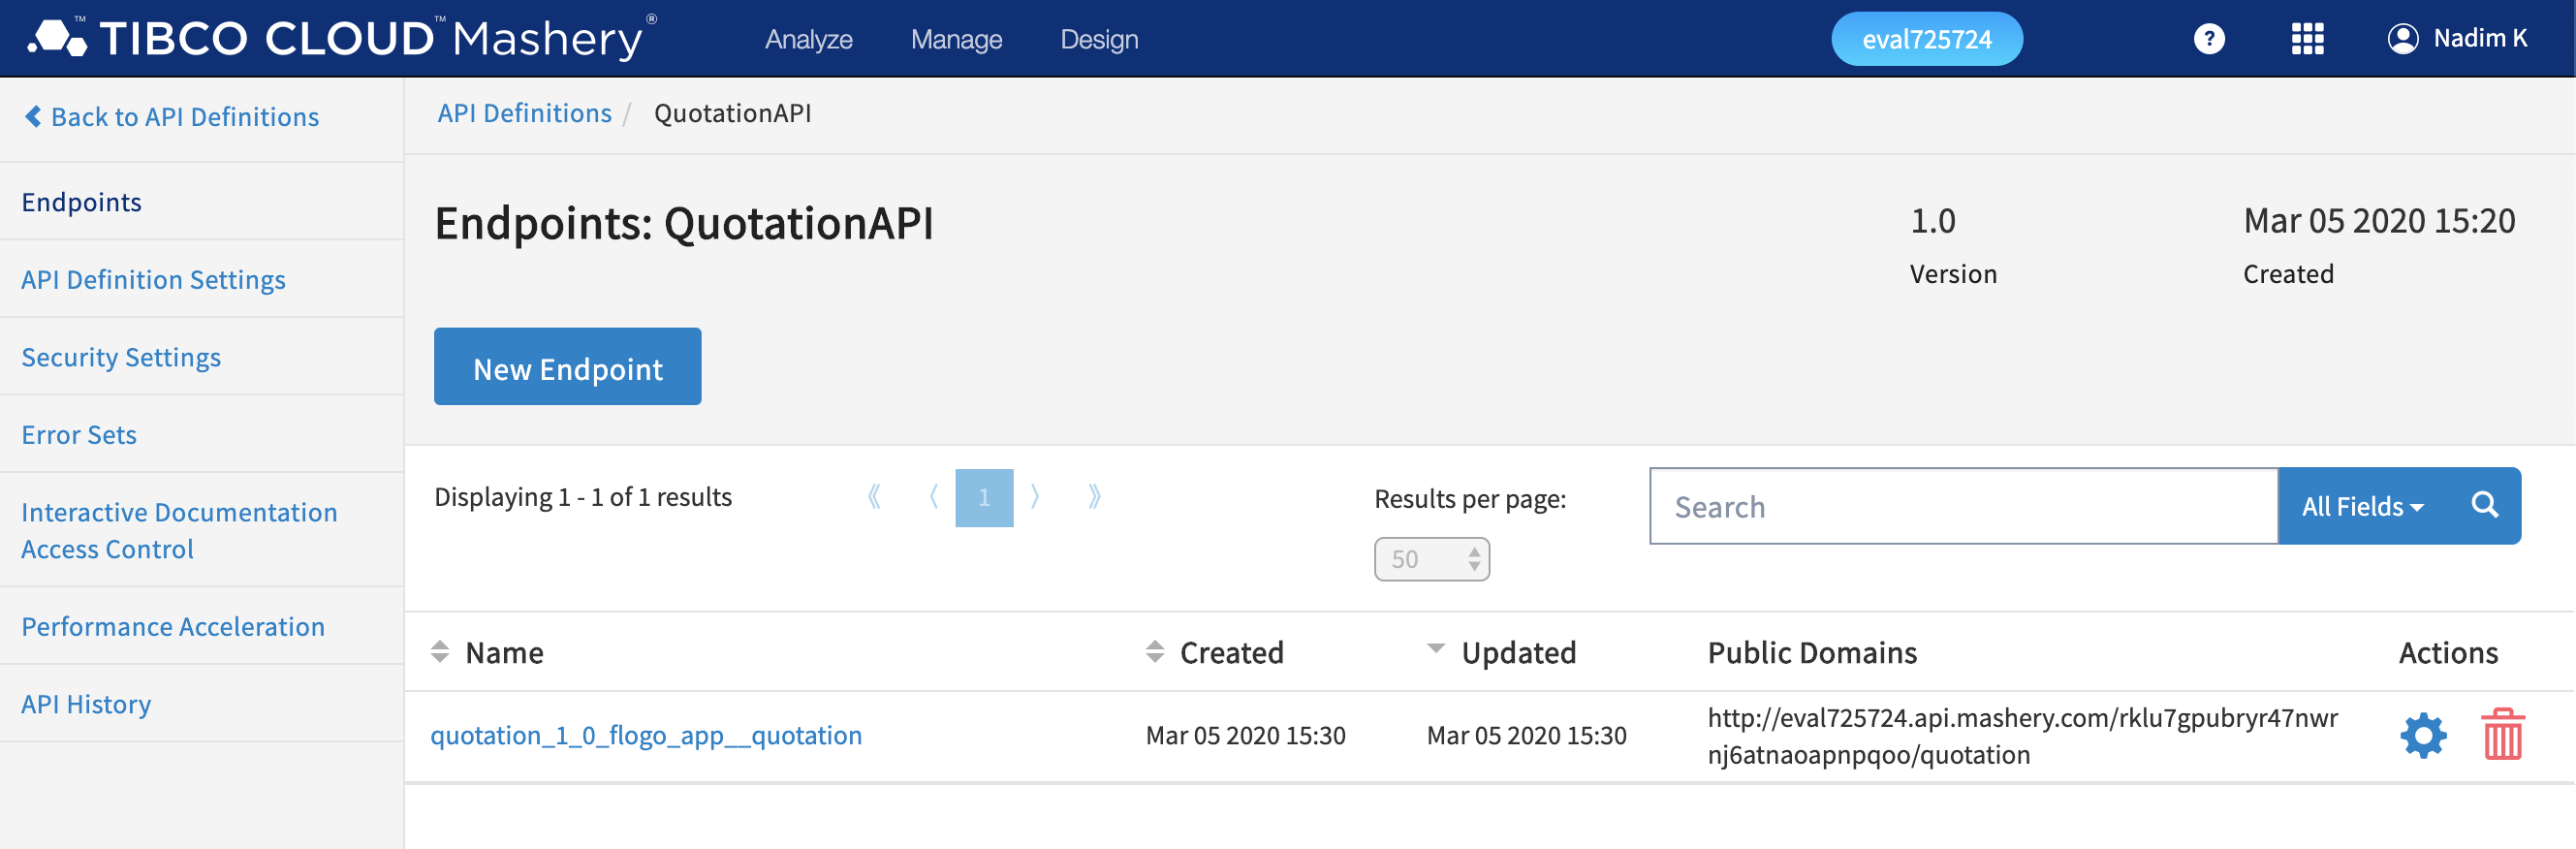 TIBCO CLOUD™ Mashery®
Analyze
Manage
Design
eval725724
?
Nadim K
Back to API Definitions
API Definitions / QuotationAPI
Endpoints
API Definition Settings
Security Settings
Error Sets
Interactive Documentation
Access Control
Performance Acceleration
API History
Endpoints: QuotationAPI
1.0
Version
Mar 05 2020 15:20
Created
New Endpoint
Displaying 1 - 1 of 1 results
1
Results per page:
50
Search
All Fields
Name
Created
Updated
Public Domains
Actions
quotation_1_0_flogo_app__quotation
Mar 05 2020 15:30
Mar 05 2020 15:30
http://eval725724.api.mashery.com/rklu7gpubryr47nwr
nj6atnaoapnpqoo/quotation